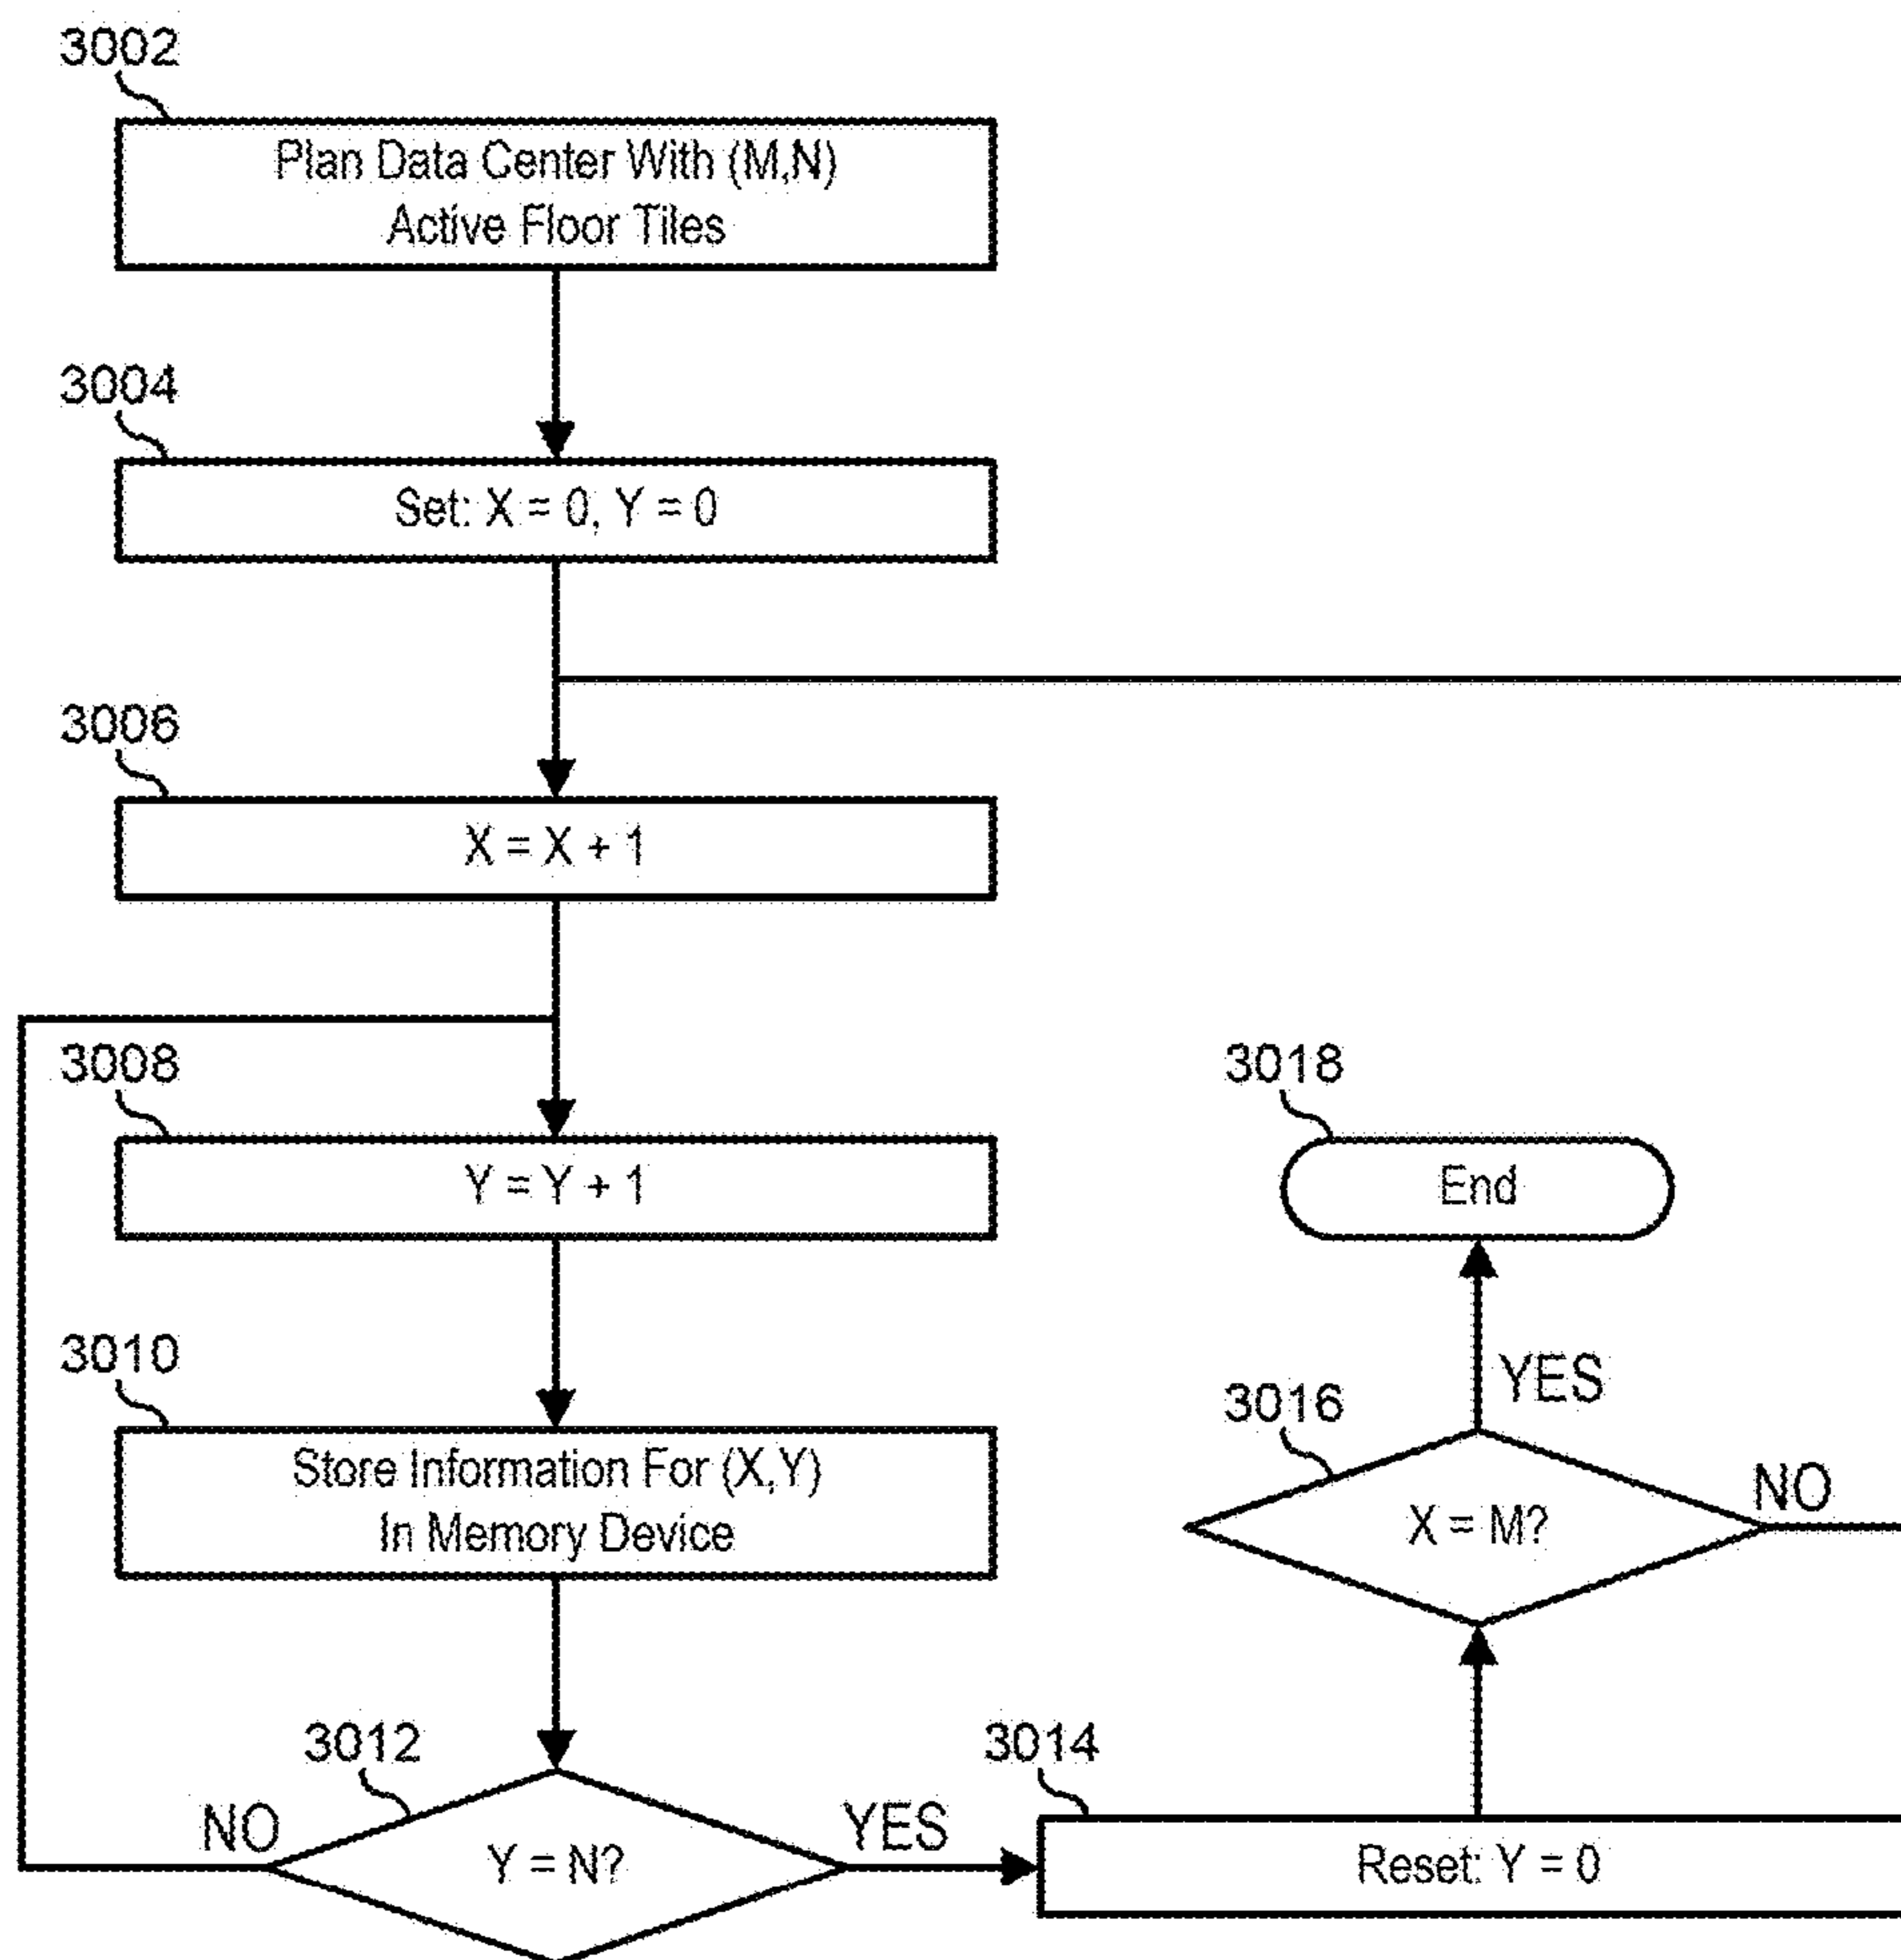 3002
Plan Data Center With (M,N)
Active Floor Tiles
3004
Set: X = 0, Y = 0
3006
X = X + 1
3008
Y = Y + 1
3010
Store Information For (X,Y)
In Memory Device
3012
NO
Y = N?
YES
3014
Reset: Y = 0
3016
X = M?
NO
YES
3018
End